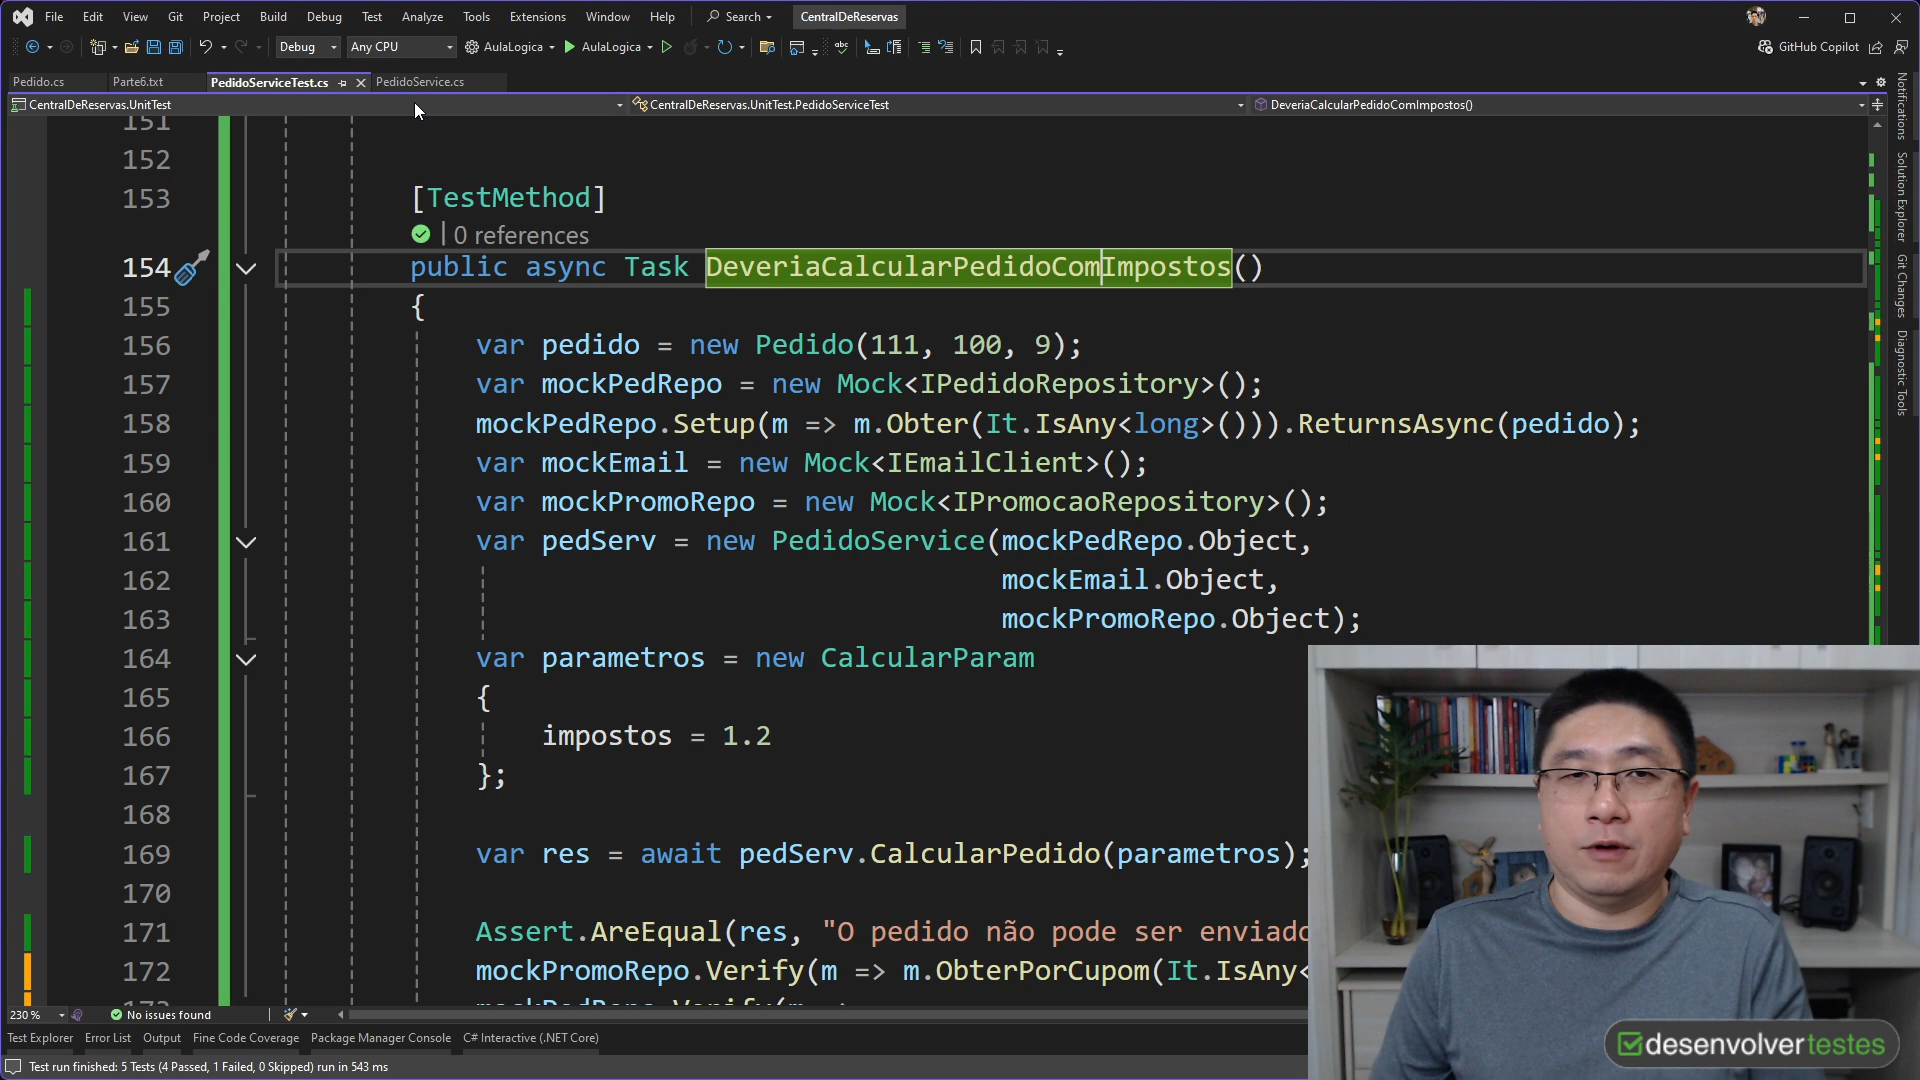 File Edit View Git Project Build Debug Test Analyze Tools Extensions Window Help Search CentralDeReservas
Debug Any CPU AulaLogica AulaLogica GitHub Copilot
Pedido.cs Parte6.txt PedidoServiceTest.cs PedidoService.cs
CentralDeReservas.UnitTest CentralDeReservas.UnitTest.PedidoServiceTest DeveriaCalcularPedidoComImpostos()
151
152
153 [TestMethod]
0 references
154 public async Task DeveriaCalcularPedidoComImpostos()
155 {
156 var pedido = new Pedido(111, 100, 9);
157 var mockPedRepo = new Mock<IPedidoRepository>();
158 mockPedRepo.Setup(m => m.Obter(It.IsAny<long>())).ReturnsAsync(pedido);
159 var mockEmail = new Mock<IEmailClient>();
160 var mockPromoRepo = new Mock<IPromocaoRepository>();
161 var pedServ = new PedidoService(mockPedRepo.Object,
162 mockEmail.Object,
163 mockPromoRepo.Object);
164 var parametros = new CalcularParam
165 {
166 impostos = 1.2
167 };
168
169 var res = await pedServ.CalcularPedido(parametros);
170
171 Assert.AreEqual(res, "O pedido não pode ser enviado
172 mockPromoRepo.Verify(m => m.ObterPorCupom(It.IsAny<
Notifications
Solution Explorer
Git Changes
Diagnostic Tools
230 % No issues found
Test Explorer Error List Output Fine Code Coverage Package Manager Console C# Interactive (.NET Core)
Test run finished: 5 Tests (4 Passed, 1 Failed, 0 Skipped) run in 543 ms
desenvolvertestes